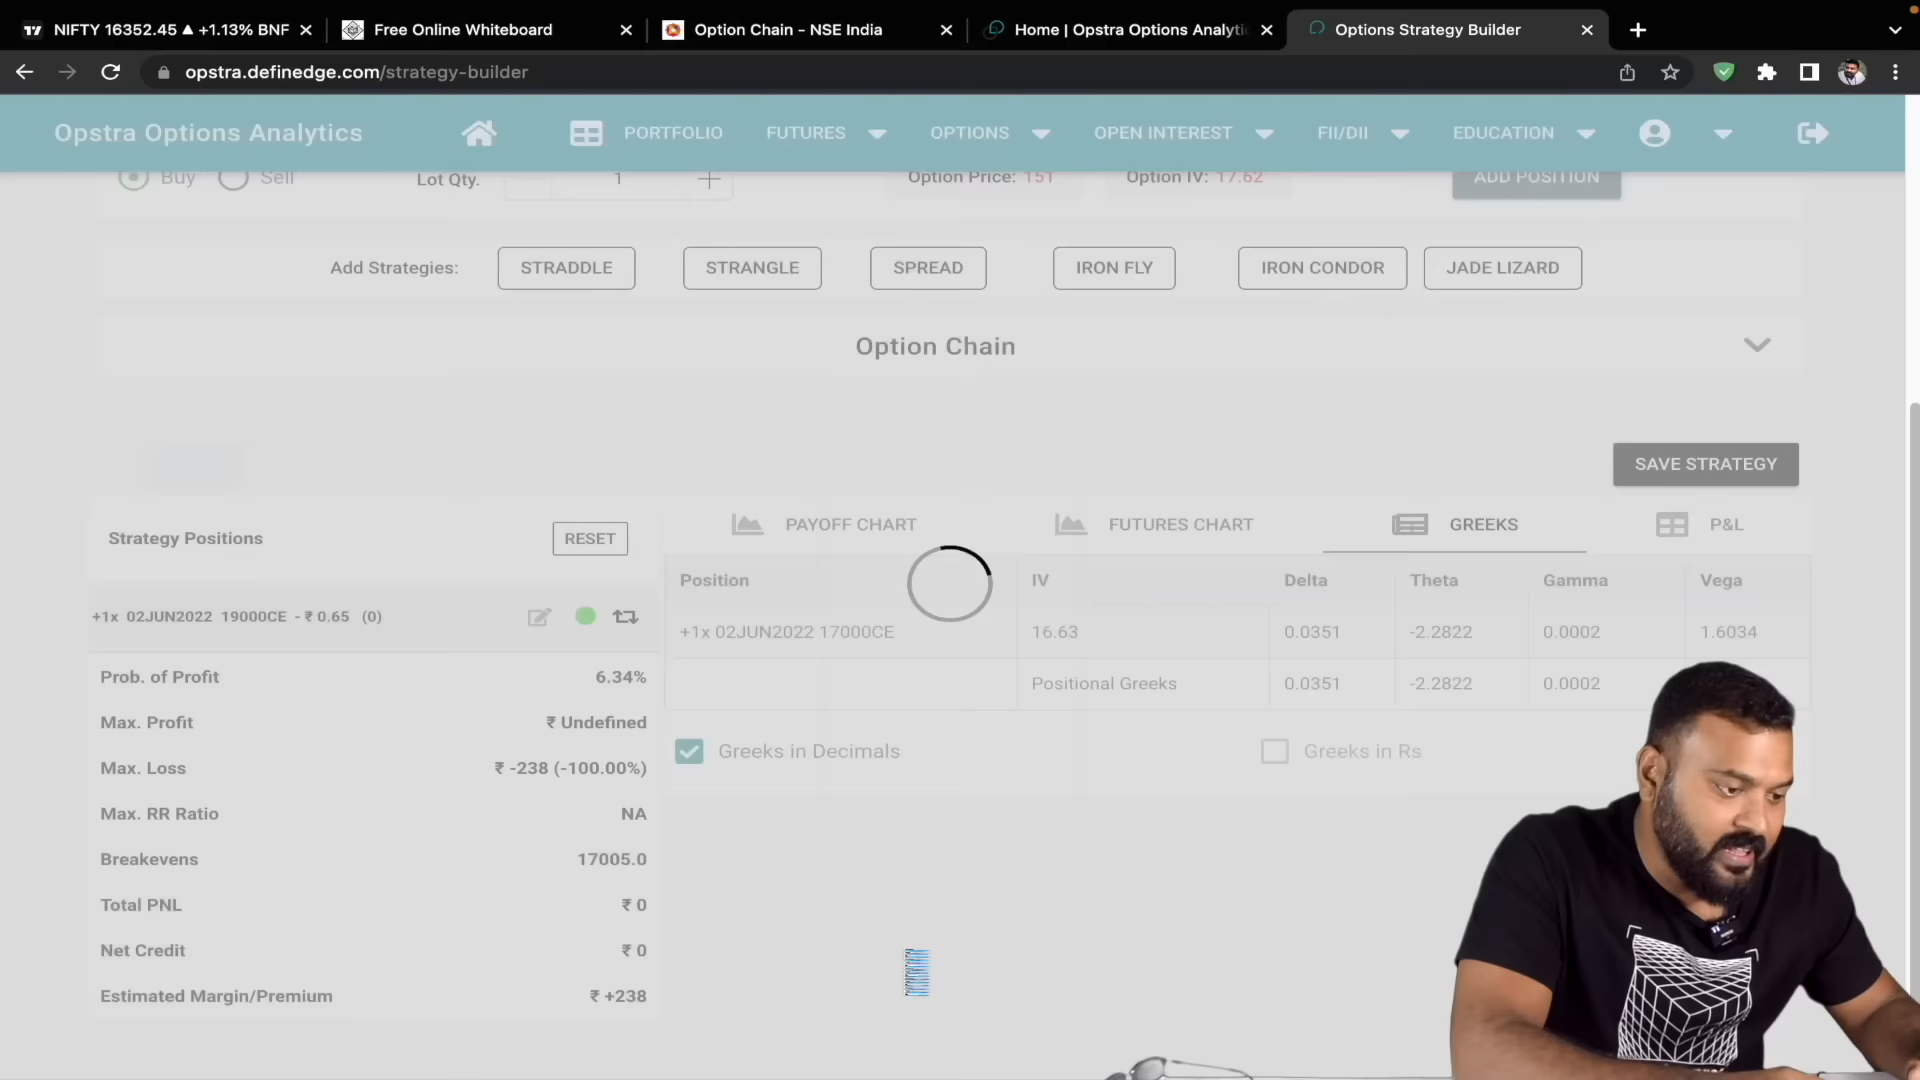 NIFTY 16352.45 ▲ +1.13% BNF
Free Online Whiteboard
Option Chain - NSE India
Home | Opstra Options Analyti
Options Strategy Builder
opstra.definedge.com/strategy-builder
Opstra Options Analytics
PORTFOLIO
FUTURES
OPTIONS
OPEN INTEREST
FII/DII
EDUCATION
Buy
Sell
Lot Qty.
1
Option Price: 151
Option IV: 17.62
ADD POSITION
Add Strategies:
STRADDLE
STRANGLE
SPREAD
IRON FLY
IRON CONDOR
JADE LIZARD
Option Chain
SAVE STRATEGY
Strategy Positions
RESET
PAYOFF CHART
FUTURES CHART
GREEKS
P&L
Position IV Delta Theta Gamma Vega
+1x 02JUN2022 17000CE 16.63 0.0351 -2.2822 0.0002 1.6034
Positional Greeks 0.0351 -2.2822 0.0002
Greeks in Decimals
Greeks in Rs
+1x 02JUN2022 19000CE - ₹ 0.65 (0)
Prob. of Profit 6.34%
Max. Profit ₹ Undefined
Max. Loss ₹ -238 (-100.00%)
Max. RR Ratio NA
Breakevens 17005.0
Total PNL ₹ 0
Net Credit ₹ 0
Estimated Margin/Premium ₹ +238